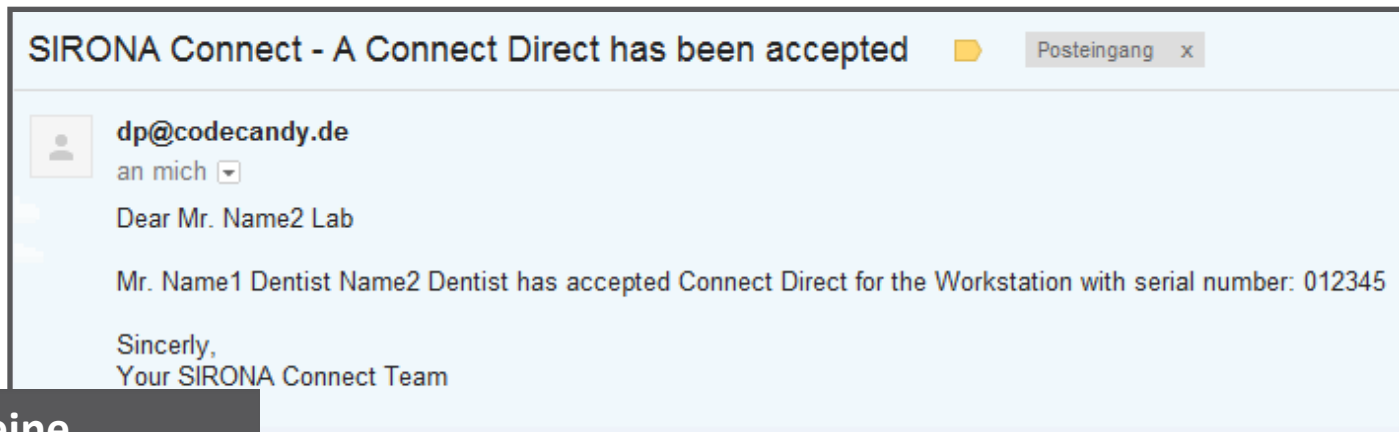 SIRONA Connect - A Connect Direct has been accepted Posteingang x
dp@codecandy.de
an mich
Dear Mr. Name2 Lab
Mr. Name1 Dentist Name2 Dentist has accepted Connect Direct for the Workstation with serial number: 012345
Sincerly,
Your SIRONA Connect Team
eine